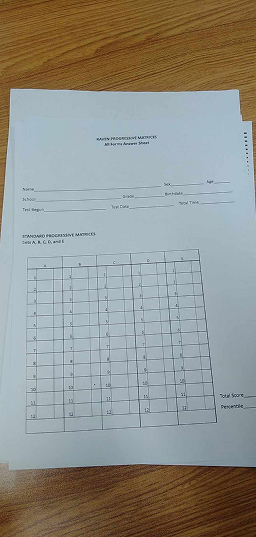 RAVEN PROGRESSIVE MATRICES
All Forms Answer Sheet
Name Sex Age
School Grade Birthdate
Test Begun Test Date Total Time
STANDARD PROGRESSIVE MATRICES
Sets A, B, C, D, and E
A B C D E
1 1 1 1 1
2 2 2 2 2
3 3 3 3 3
4 4 4 4 4
5 5 5 5 5
6 6 6 6 6
7 7 7 7 7
8 8 8 8 8
9 9 9 9 9
10 10 10 10 10
11 11 11 11 11
12 12 12 12 12
Total Score
Percentile